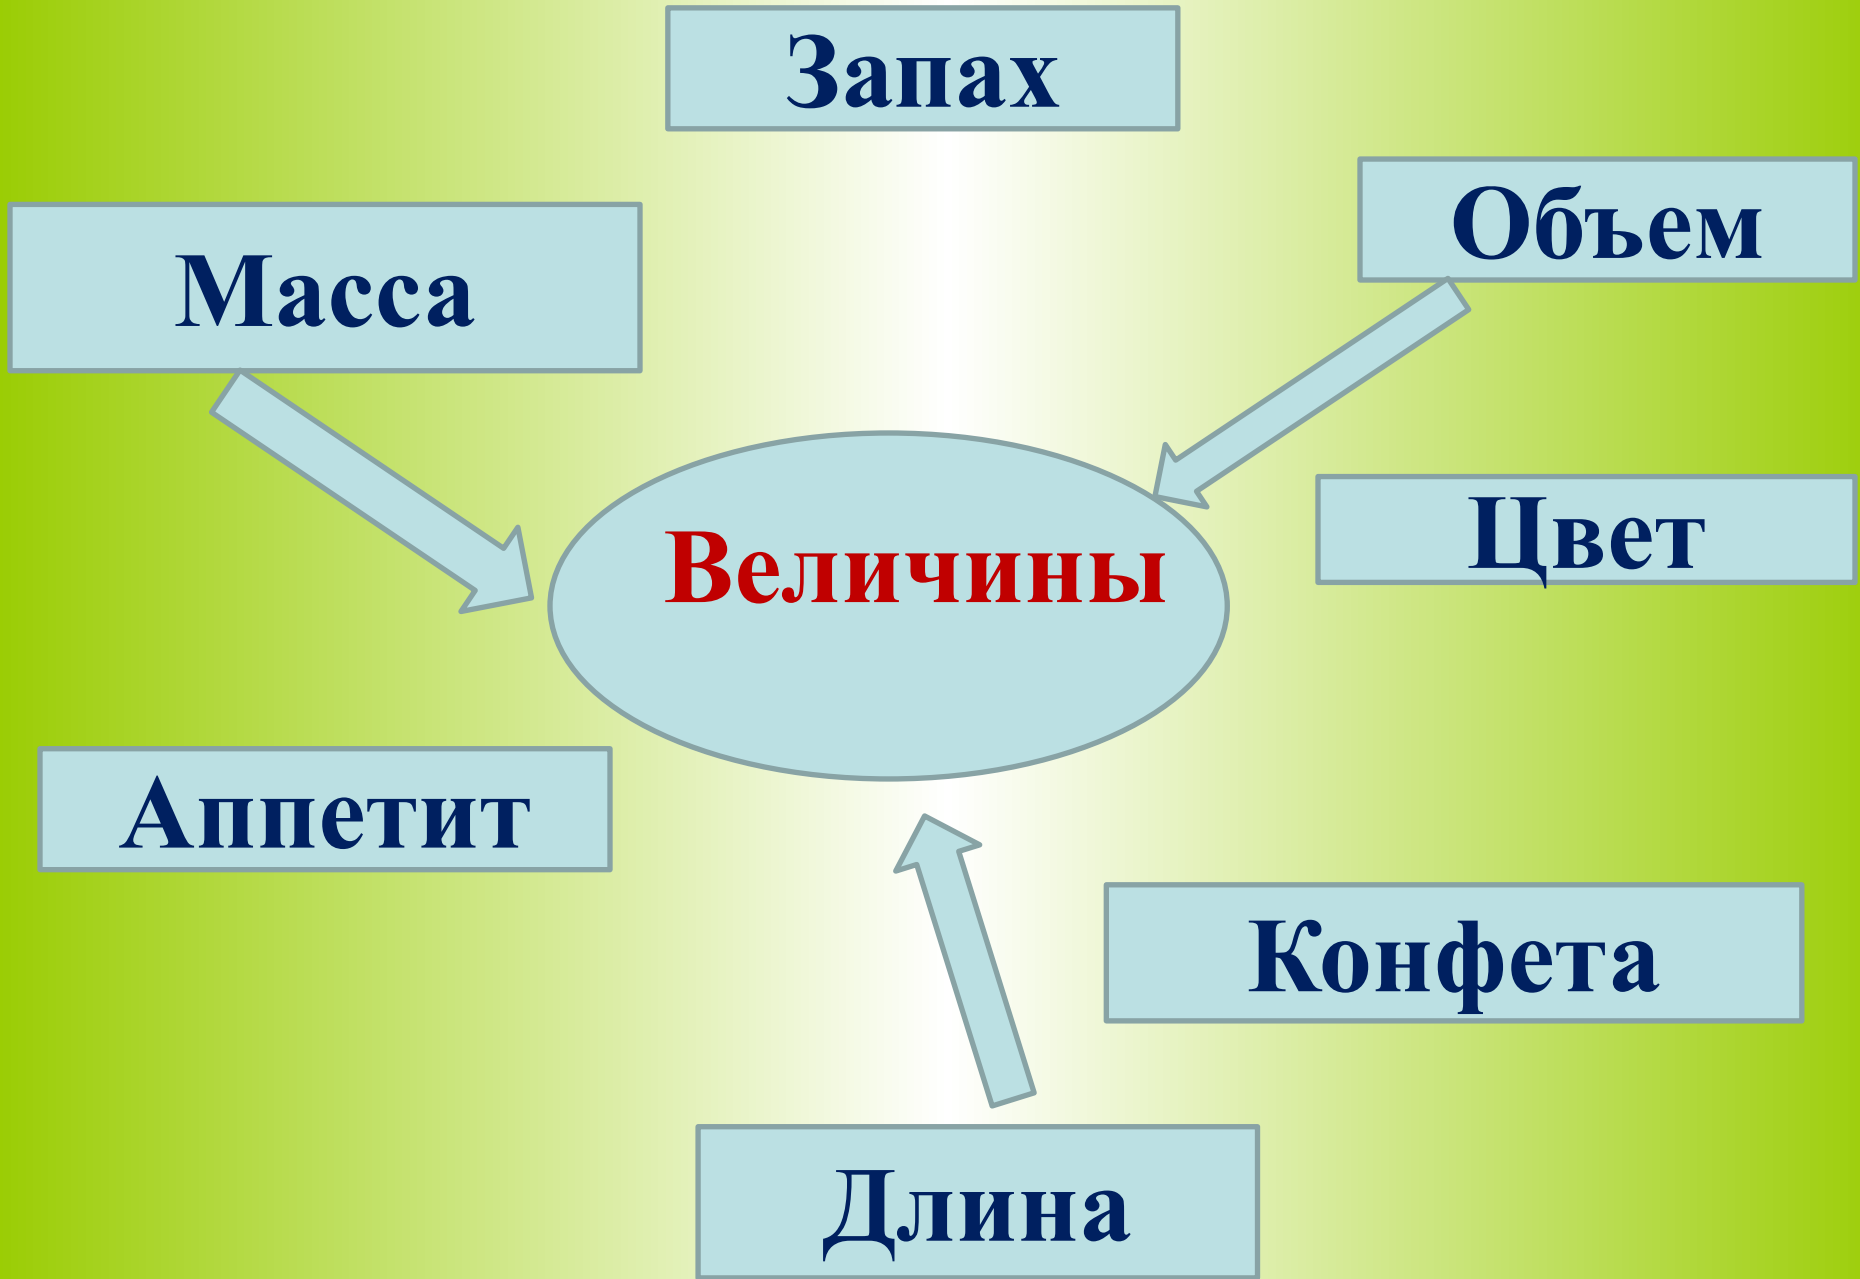 Запах
Объем
Масса
Цвет
Величины
Аппетит
Конфета
Длина